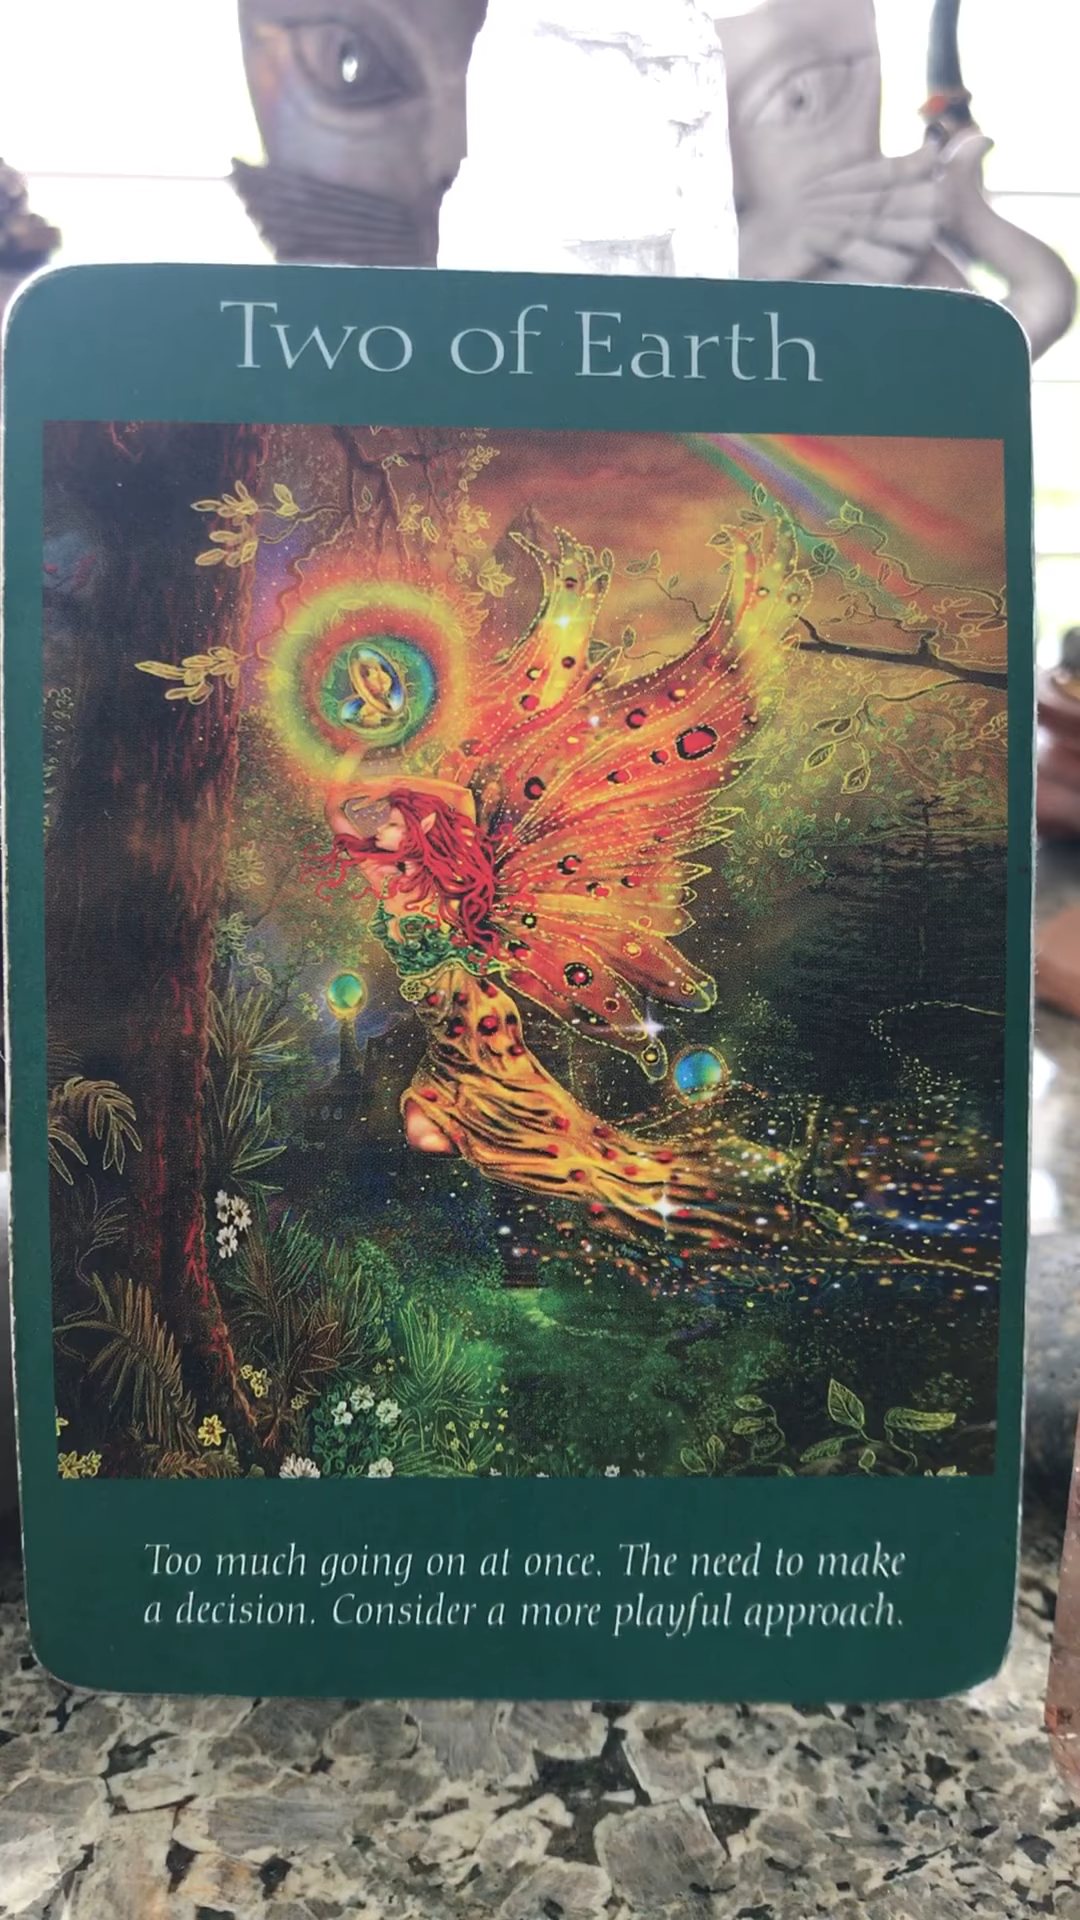 Two of Earth
Too much going on at once. The need to make
a decision. Consider a more playful approach.